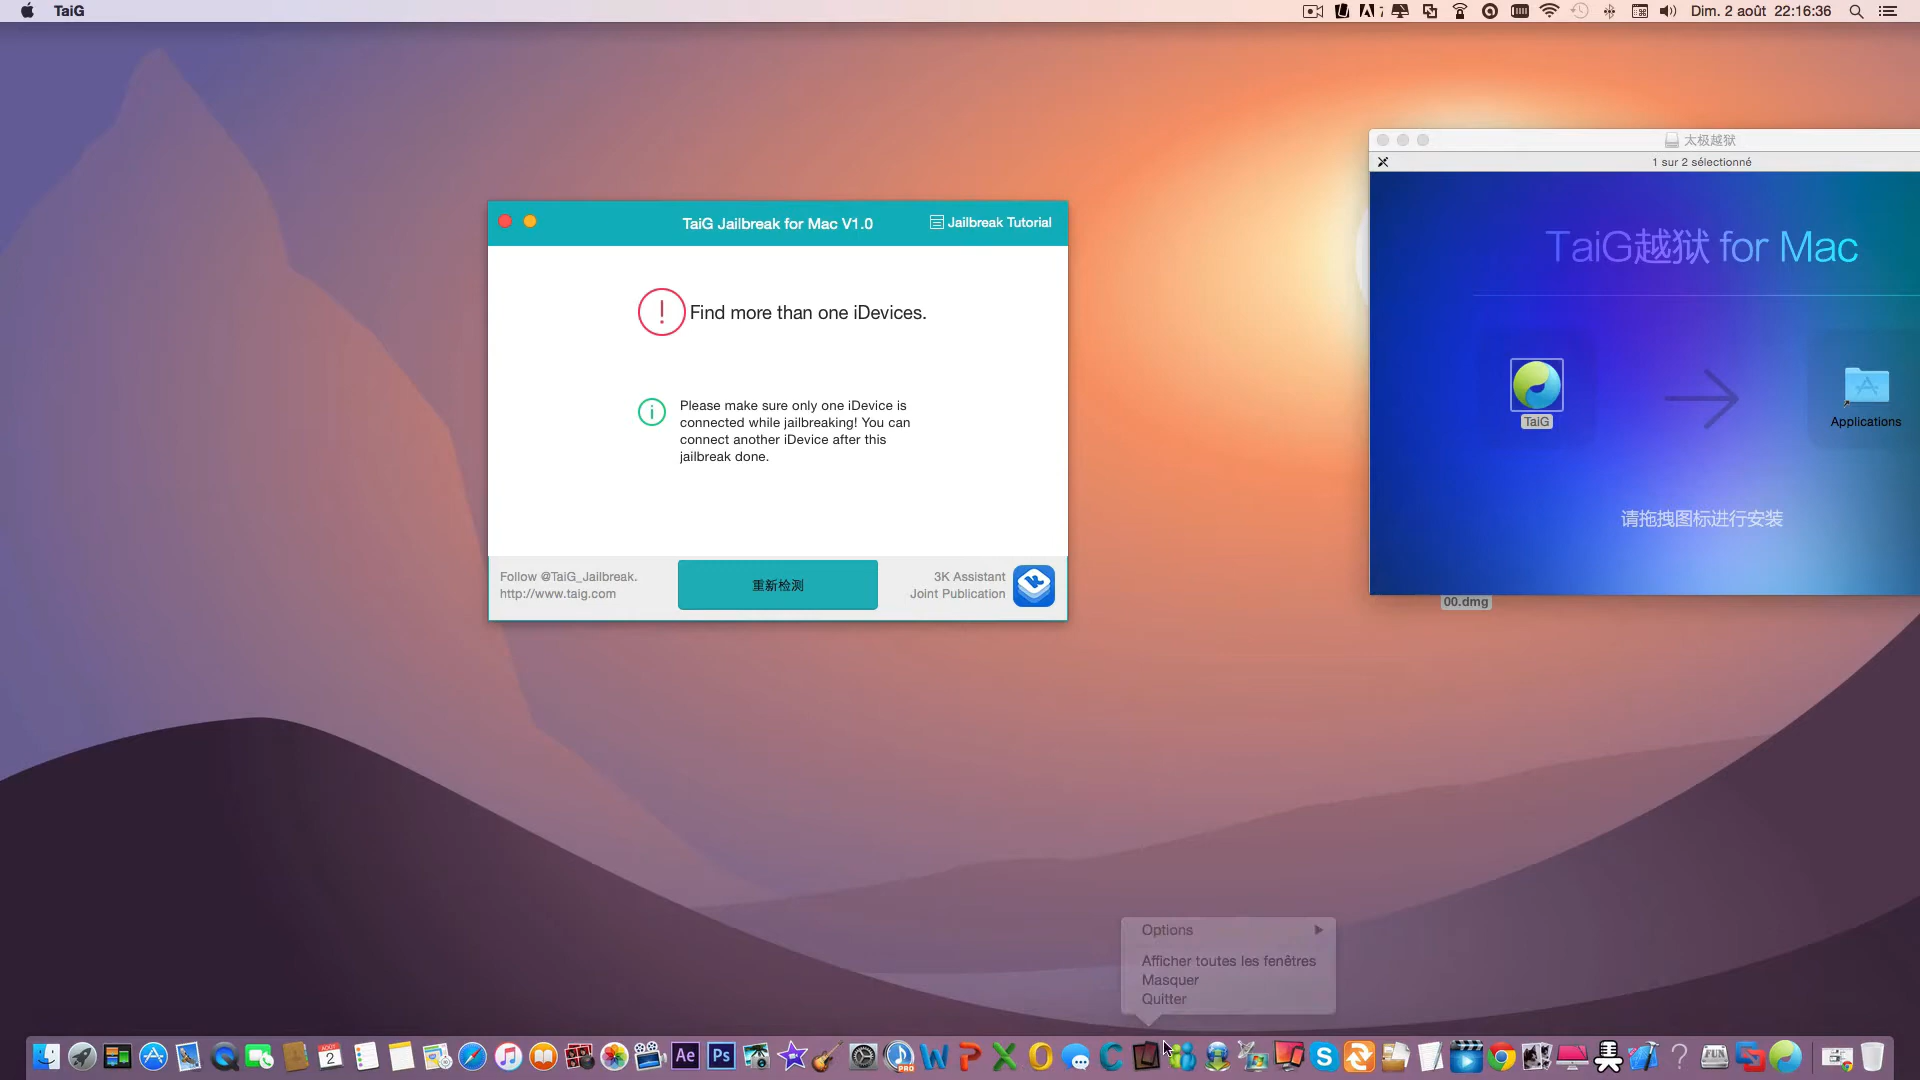 TaiG
Dim. 2 août 22:16:36
TaiG Jailbreak for Mac V1.0
Jailbreak Tutorial
Find more than one iDevices.
Please make sure only one iDevice is
connected while jailbreaking! You can
connect another iDevice after this
jailbreak done.
Follow @TaiG_Jailbreak.
http://www.taig.com
重新检测
3K Assistant
Joint Publication
太极越狱
1 sur 2 sélectionné
TaiG越狱 for Mac
TaiG
Applications
请拖拽图标进行安装
00.dmg
Options
Afficher toutes les fenêtres
Masquer
Quitter
AOÛT
2
Ae
Ps
PRO
FUN